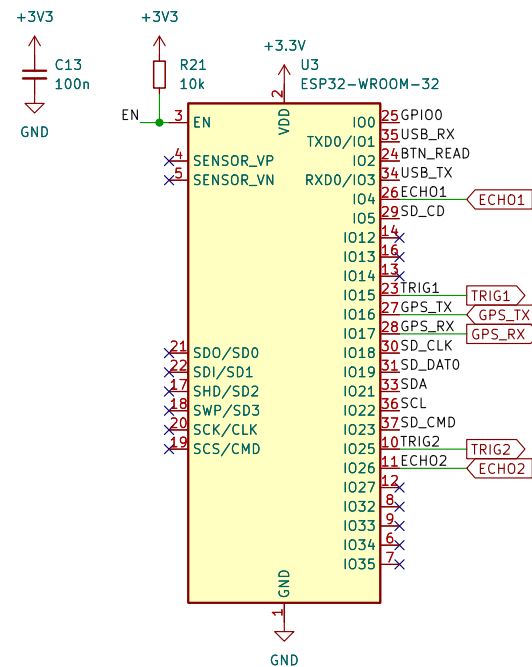 +3V3
+3V3
+3.3V
C13
100n
GND
R21
10k
U3
ESP32-WROOM-32
2
VDD
EN
3 EN
4 SENSOR_VP
5 SENSOR_VN
21 SDO/SD0
22 SDI/SD1
17 SHD/SD2
18 SWP/SD3
20 SCK/CLK
19 SCS/CMD
IO0 25 GPIO0
TXD0/IO1 35 USB_RX
IO2 24 BTN_READ
RXD0/IO3 34 USB_TX
IO4 26 ECHO1 ECHO1
IO5 29 SD_CD
IO12 14
IO13 16
IO14 13
IO15 23 TRIG1 TRIG1
IO16 27 GPS_TX GPS_TX
IO17 28 GPS_RX GPS_RX
IO18 30 SD_CLK
IO19 31 SD_DAT0
IO21 33 SDA
IO22 36 SCL
IO23 37 SD_CMD
IO25 10 TRIG2 TRIG2
IO26 11 ECHO2 ECHO2
IO27 12
IO32 8
IO33 9
IO34 6
IO35 7
GND
1
GND